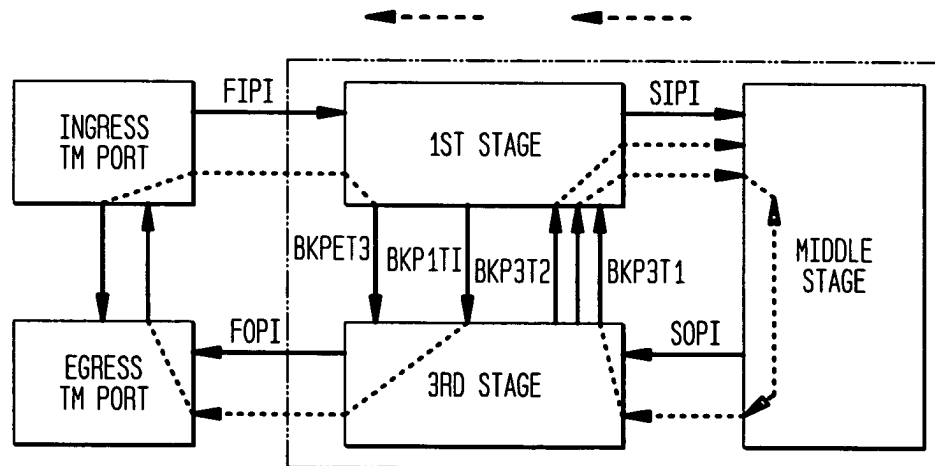 FIPI
SIPI
INGRESS
TM PORT
1ST STAGE
BKPET3
BKP1TI
BKP3T2
BKP3T1
MIDDLE
STAGE
FOPI
SOPI
EGRESS
TM PORT
3RD STAGE